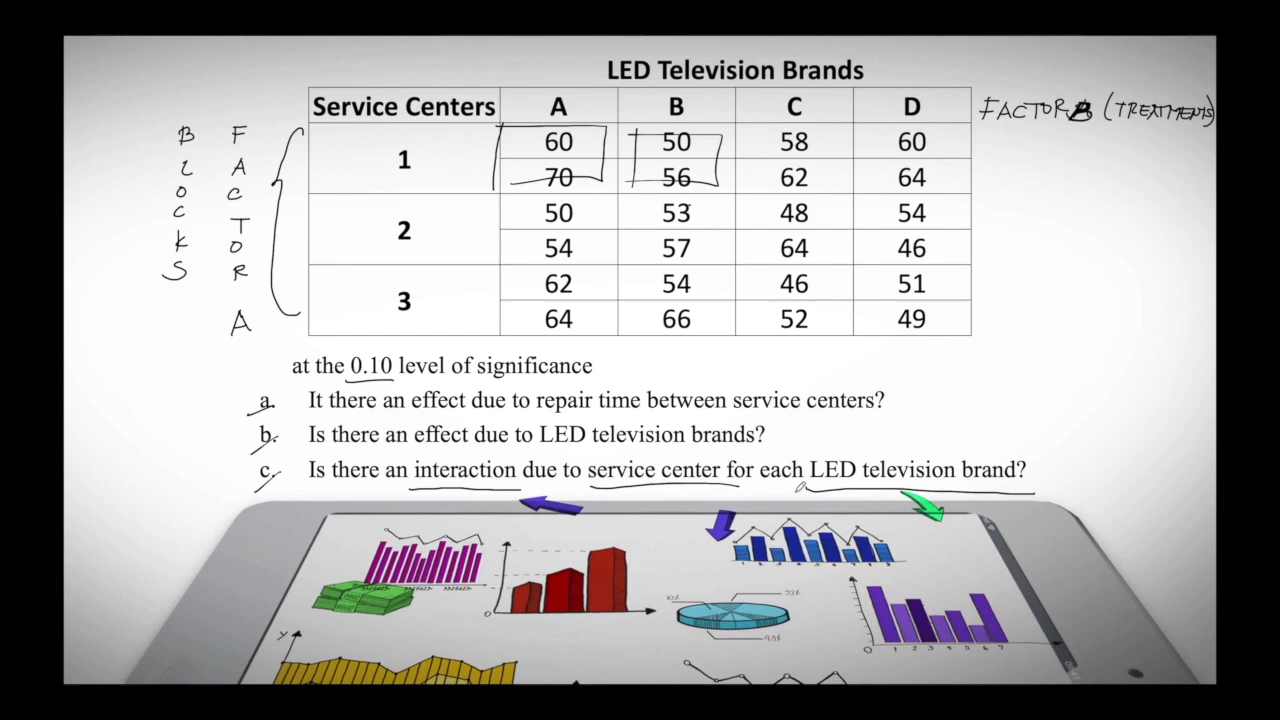 LED Television Brands
Service Centers A B C D FACTOR B (TREATMENTS)
BLOCKS FACTOR A
1 60 50 58 60
70 56 62 64
2 50 53 48 54
54 57 64 46
3 62 54 46 51
64 66 52 49
at the 0.10 level of significance
a. It there an effect due to repair time between service centers?
b. Is there an effect due to LED television brands?
c. Is there an interaction due to service center for each LED television brand?